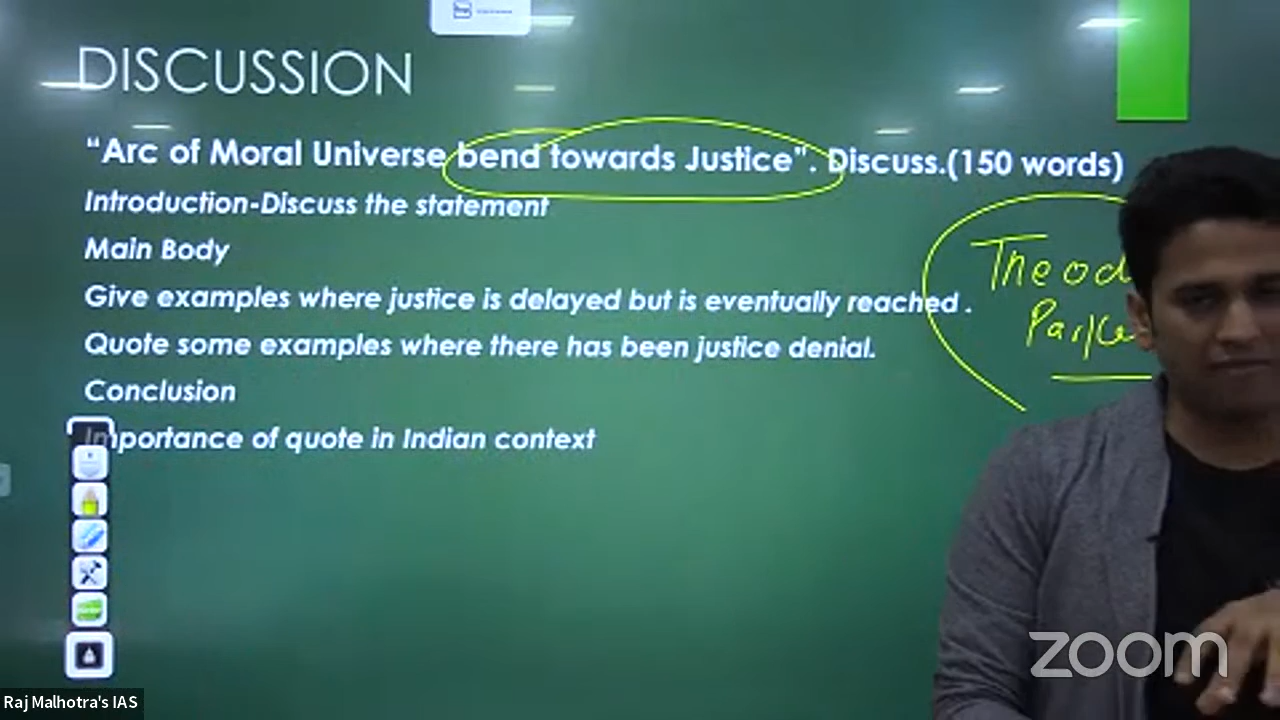 DISCUSSION
“Arc of Moral Universe bend towards Justice”. Discuss.(150 words)
Introduction-Discuss the statement
Main Body
Theod
Give examples where justice is delayed but is eventually reached .
Parke
Quote some examples where there has been justice denial.
Conclusion
Importance of quote in Indian context
zoom
Raj Malhotra's IAS